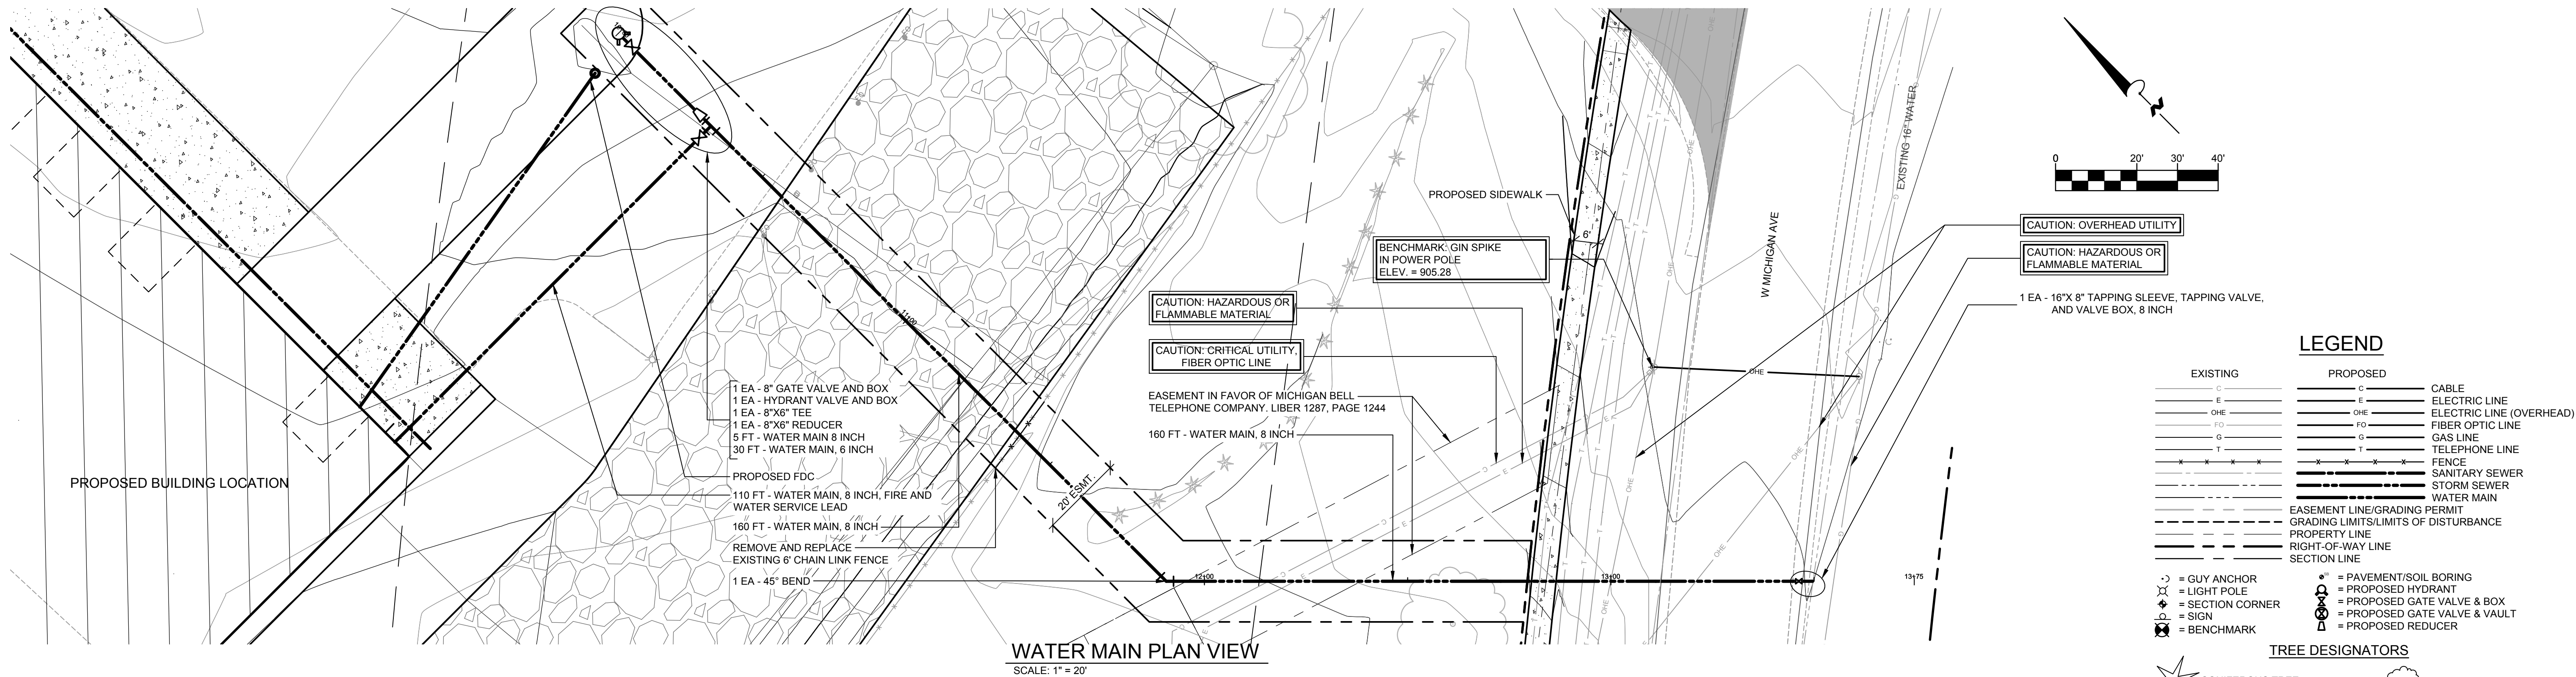 FO
FO
FO
FO
FO
11+00
1 EA - 8" GATE VALVE AND BOX
1 EA - HYDRANT VALVE AND BOX
1 EA - 8"X6" TEE
1 EA - 8"X6" REDUCER
5 FT - WATER MAIN 8 INCH
30 FT - WATER MAIN, 6 INCH
PROPOSED FDC
110 FT - WATER MAIN, 8 INCH, FIRE AND
WATER SERVICE LEAD
160 FT - WATER MAIN, 8 INCH
REMOVE AND REPLACE
EXISTING 6' CHAIN LINK FENCE
1 EA - 45° BEND
PROPOSED BUILDING LOCATION
20' ESMT.
PROPOSED SIDEWALK
6'
BENCHMARK: GIN SPIKE
IN POWER POLE
ELEV. = 905.28
CAUTION: HAZARDOUS OR
FLAMMABLE MATERIAL
CAUTION: CRITICAL UTILITY,
FIBER OPTIC LINE
EASEMENT IN FAVOR OF MICHIGAN BELL
TELEPHONE COMPANY. LIBER 1287, PAGE 1244
160 FT - WATER MAIN, 8 INCH
12+00
13+00
13+75
W MICHIGAN AVE
EXISTING 16" WATER
OHE
N
0 20' 30' 40'
CAUTION: OVERHEAD UTILITY
CAUTION: HAZARDOUS OR
FLAMMABLE MATERIAL
1 EA - 16"X 8" TAPPING SLEEVE, TAPPING VALVE,
AND VALVE BOX, 8 INCH
LEGEND
EXISTING PROPOSED
C C CABLE
E E ELECTRIC LINE
OHE OHE ELECTRIC LINE (OVERHEAD)
FO FO FIBER OPTIC LINE
G G GAS LINE
T T TELEPHONE LINE
FENCE
SANITARY SEWER
STORM SEWER
WATER MAIN
EASEMENT LINE/GRADING PERMIT
GRADING LIMITS/LIMITS OF DISTURBANCE
PROPERTY LINE
RIGHT-OF-WAY LINE
SECTION LINE
= GUY ANCHOR
= LIGHT POLE
= SECTION CORNER
= SIGN
= BENCHMARK
= PAVEMENT/SOIL BORING
= PROPOSED HYDRANT
= PROPOSED GATE VALVE & BOX
= PROPOSED GATE VALVE & VAULT
= PROPOSED REDUCER
TREE DESIGNATORS
WATER MAIN PLAN VIEW
SCALE: 1" = 20'